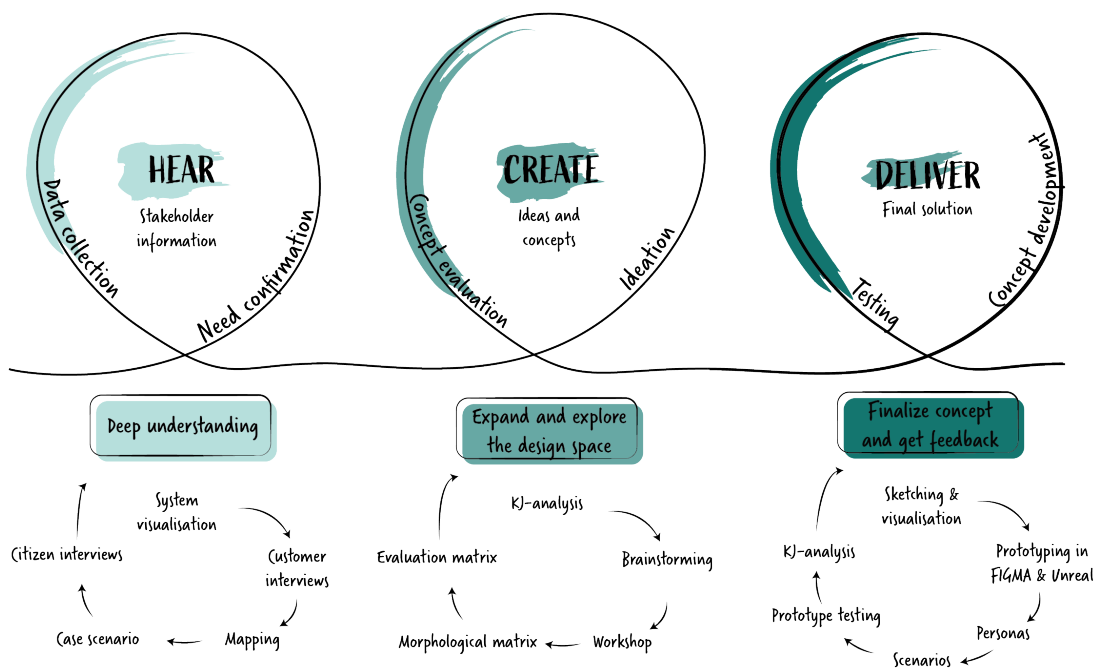 HEAR
Stakeholder
information
Data collection
Need confirmation
CREATE
Ideas and
concepts
Concept evaluation
Ideation
DELIVER
Final solution
Testing
Concept development
Deep understanding
System
visualisation
Customer
interviews
Mapping
Case scenario
Citizen interviews
Expand and explore
the design space
KJ-analysis
Brainstorming
Workshop
Morphological matrix
Evaluation matrix
Finalize concept
and get feedback
Sketching &
visualisation
Prototyping in
FIGMA & Unreal
Personas
Scenarios
Prototype testing
KJ-analysis